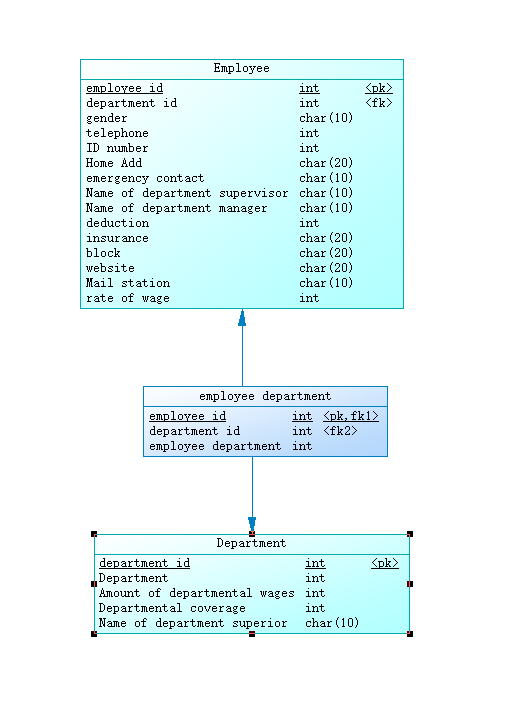 Employee
employee id int <pk>
department id int <fk>
gender char(10)
telephone int
ID number int
Home Add char(20)
emergency contact char(10)
Name of department supervisor char(10)
Name of department manager char(10)
deduction int
insurance char(20)
block char(20)
website char(20)
Mail station char(10)
rate of wage int
employee department
employee id int <pk,fk1>
department id int <fk2>
employee department int
Department
department id int <pk>
Department int
Amount of departmental wages int
Departmental coverage int
Name of department superior char(10)